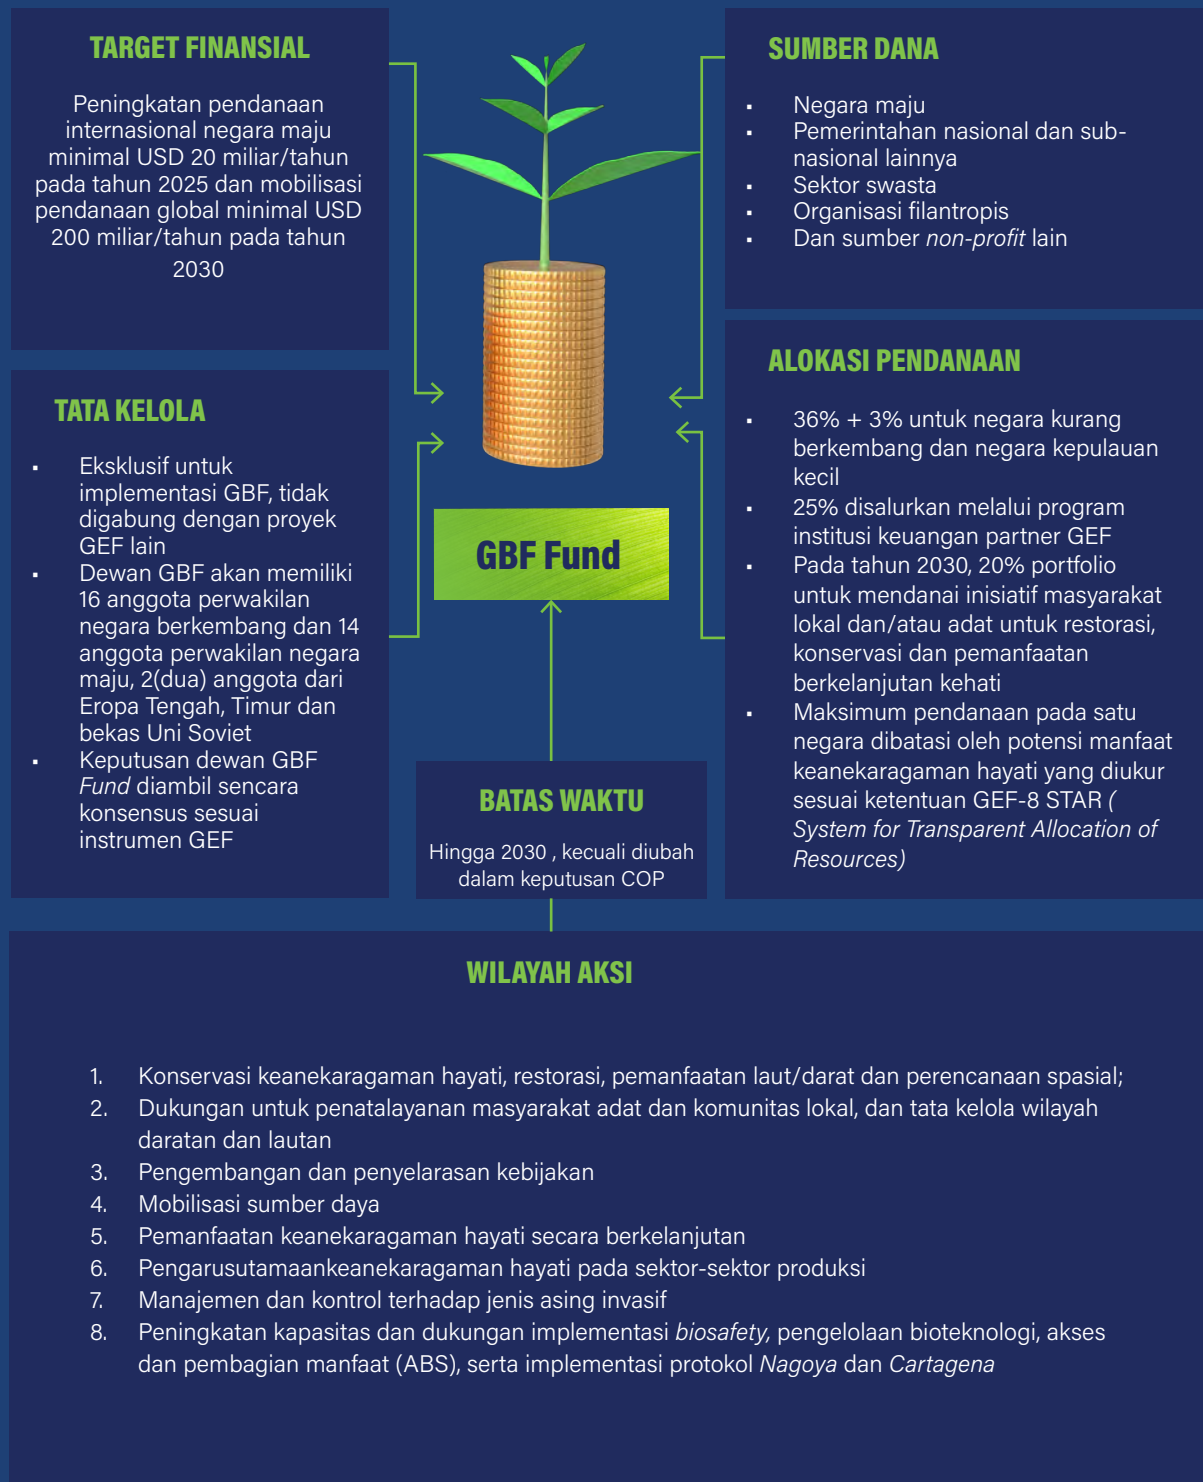 TARGET FINANSIAL
Peningkatan pendanaan
internasional negara maju
minimal USD 20 miliar/tahun
pada tahun 2025 dan mobilisasi
pendanaan global minimal USD
200 miliar/tahun pada tahun
2030
TATA KELOLA
▪ Eksklusif untuk
implementasi GBF, tidak
digabung dengan proyek
GEF lain
▪ Dewan GBF akan memiliki
16 anggota perwakilan
negara berkembang dan 14
anggota perwakilan negara
maju, 2(dua) anggota dari
Eropa Tengah, Timur dan
bekas Uni Soviet
▪ Keputusan dewan GBF
Fund diambil sencara
konsensus sesuai
instrumen GEF
GBF Fund
BATAS WAKTU
Hingga 2030 , kecuali diubah
dalam keputusan COP
SUMBER DANA
▪ Negara maju
▪ Pemerintahan nasional dan sub-
nasional lainnya
▪ Sektor swasta
▪ Organisasi filantropis
▪ Dan sumber non-profit lain
ALOKASI PENDANAAN
▪ 36% + 3% untuk negara kurang
berkembang dan negara kepulauan
kecil
▪ 25% disalurkan melalui program
institusi keuangan partner GEF
▪ Pada tahun 2030, 20% portfolio
untuk mendanai inisiatif masyarakat
lokal dan/atau adat untuk restorasi,
konservasi dan pemanfaatan
berkelanjutan kehati
▪ Maksimum pendanaan pada satu
negara dibatasi oleh potensi manfaat
keanekaragaman hayati yang diukur
sesuai ketentuan GEF-8 STAR (
System for Transparent Allocation of
Resources)
WILAYAH AKSI
1. Konservasi keanekaragaman hayati, restorasi, pemanfaatan laut/darat dan perencanaan spasial;
2. Dukungan untuk penatalayanan masyarakat adat dan komunitas lokal, dan tata kelola wilayah
daratan dan lautan
3. Pengembangan dan penyelarasan kebijakan
4. Mobilisasi sumber daya
5. Pemanfaatan keanekaragaman hayati secara berkelanjutan
6. Pengarusutamaankeanekaragaman hayati pada sektor-sektor produksi
7. Manajemen dan kontrol terhadap jenis asing invasif
8. Peningkatan kapasitas dan dukungan implementasi biosafety, pengelolaan bioteknologi, akses
dan pembagian manfaat (ABS), serta implementasi protokol Nagoya dan Cartagena